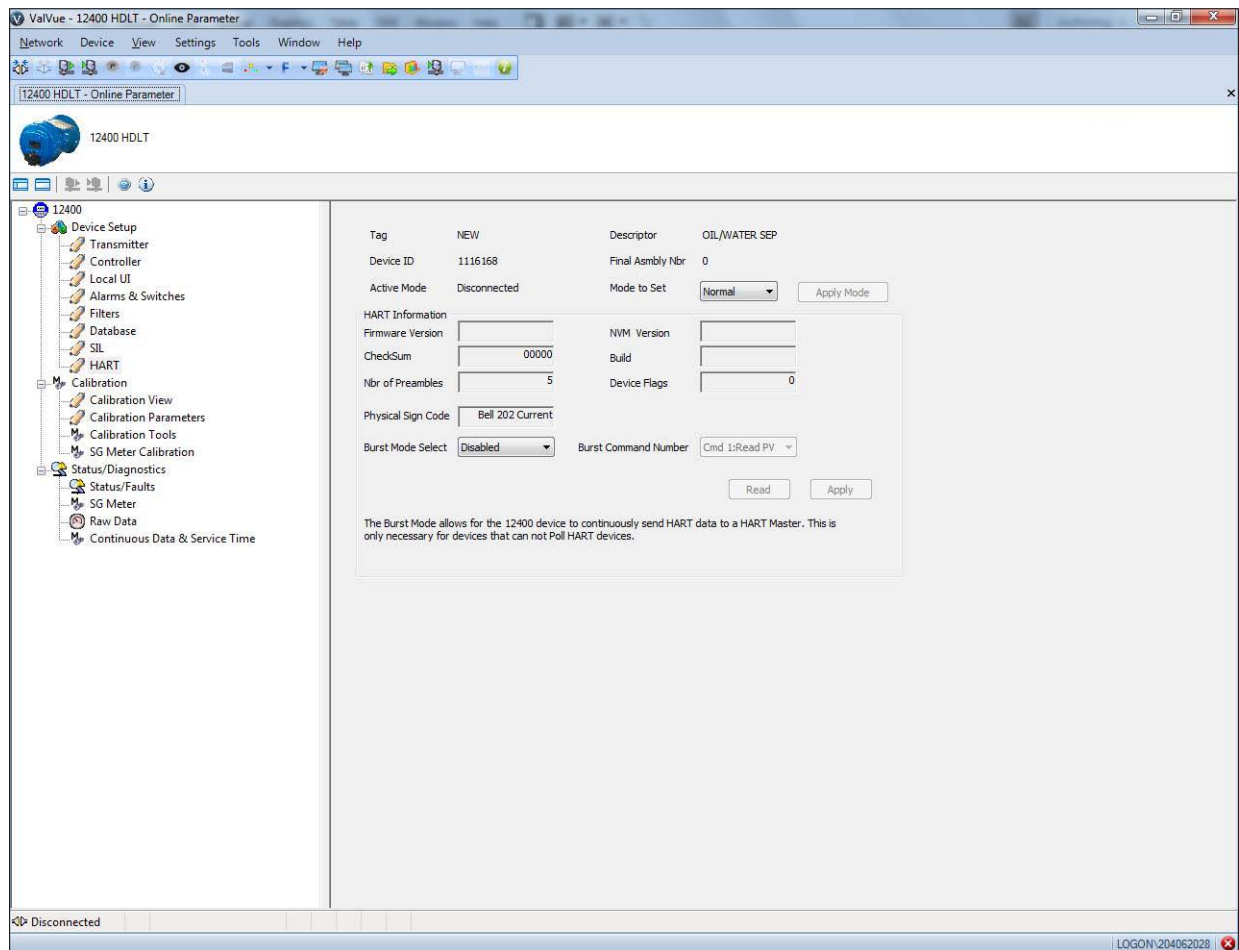 ValVue - 12400 HDLT - Online Parameter
Network Device View Settings Tools Window Help
F
12400 HDLT - Online Parameter
12400 HDLT
12400
Device Setup
Transmitter
Controller
Local UI
Alarms & Switches
Filters
Database
SIL
HART
Calibration
Calibration View
Calibration Parameters
Calibration Tools
SG Meter Calibration
Status/Diagnostics
Status/Faults
SG Meter
Raw Data
Continuous Data & Service Time
Tag NEW Descriptor OIL/WATER SEP
Device ID 1116168 Final Asmbly Nbr 0
Active Mode Disconnected Mode to Set Normal Apply Mode
HART Information
Firmware Version NVM Version
CheckSum 00000 Build
Nbr of Preambles 5 Device Flags 0
Physical Sign Code Bell 202 Current
Burst Mode Select Disabled Burst Command Number Cmd 1:Read PV
Read Apply
The Burst Mode allows for the 12400 device to continuously send HART data to a HART Master. This is
only necessary for devices that can not Poll HART devices.
Disconnected
LOGON\204062028